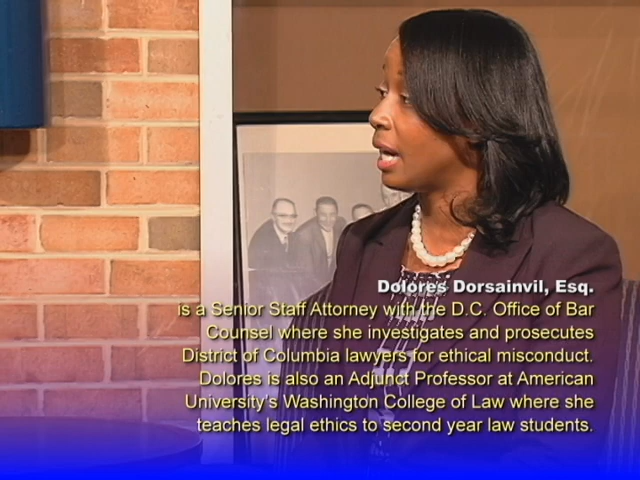 Dolores Dorsainvil, Esq.
is a Senior Staff Attorney with the D.C. Office of Bar
Counsel where she investigates and prosecutes
District of Columbia lawyers for ethical misconduct.
Dolores is also an Adjunct Professor at American
University's Washington College of Law where she
teaches legal ethics to second year law students.